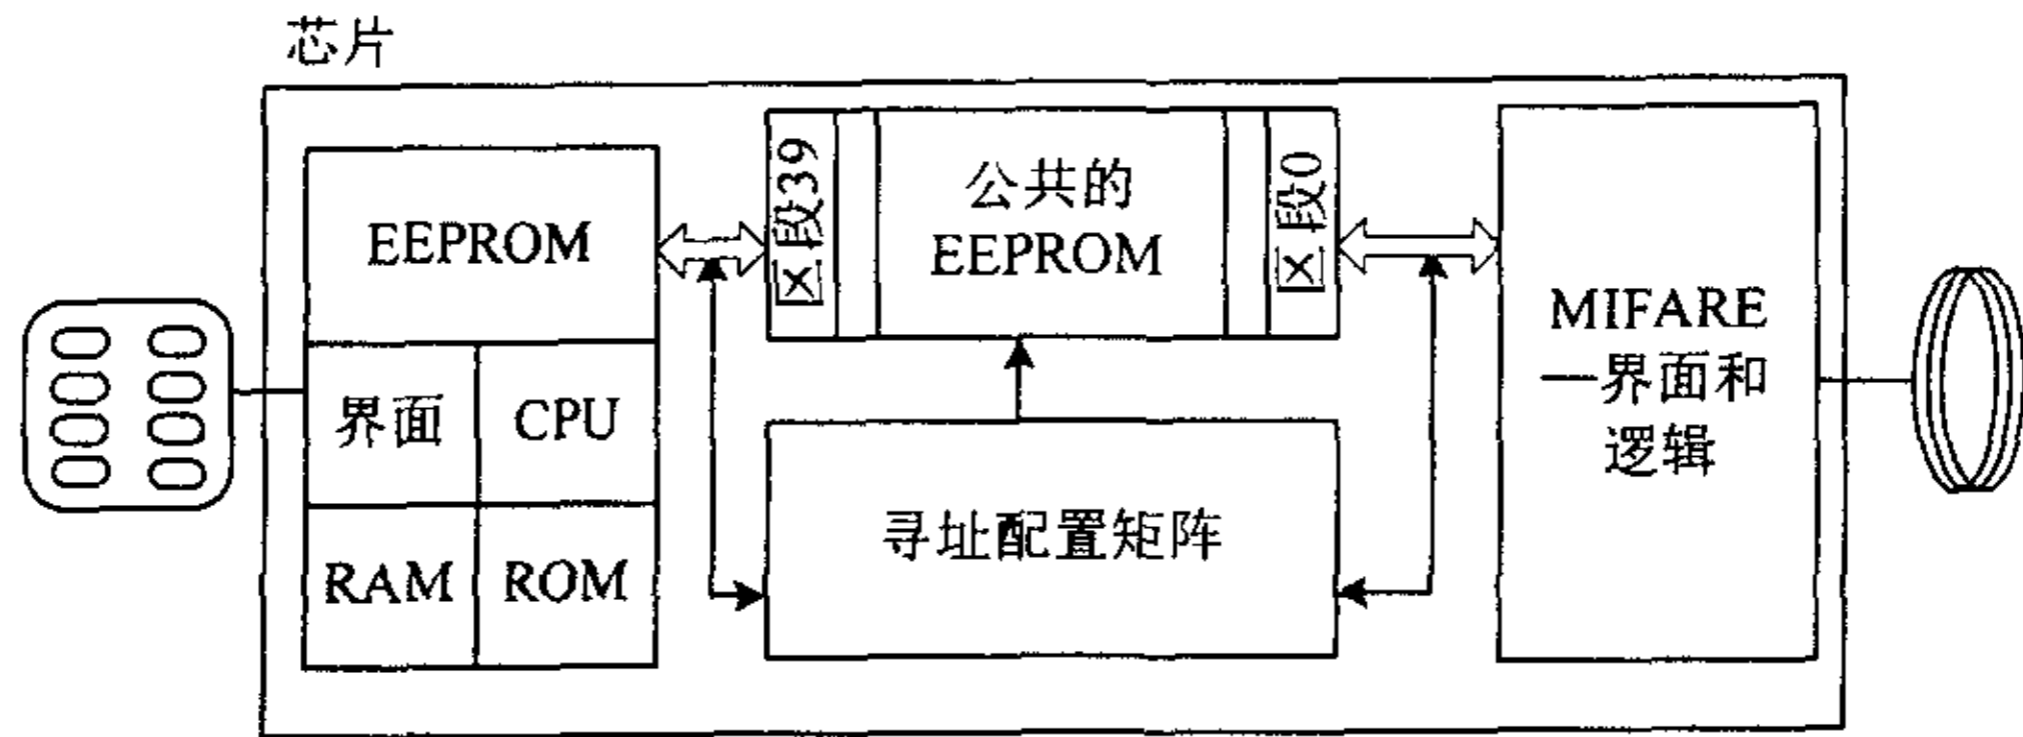 芯片
EEPROM
界面
CPU
RAM
ROM
区段39
公共的
EEPROM
区段0
寻址配置矩阵
MIFARE
—界面和
逻辑